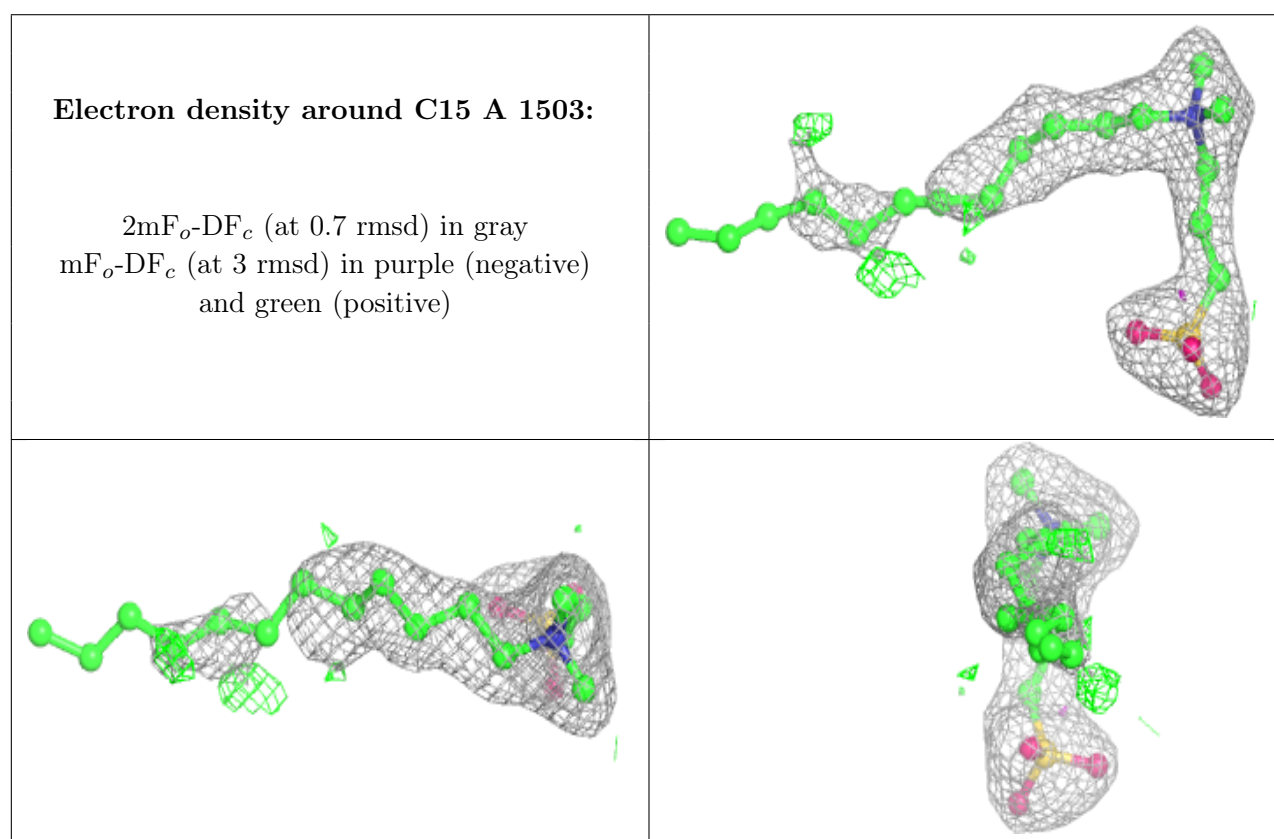 Electron density around C15 A 1503:
2mFo-DFc (at 0.7 rmsd) in gray
mFo-DFc (at 3 rmsd) in purple (negative)
and green (positive)